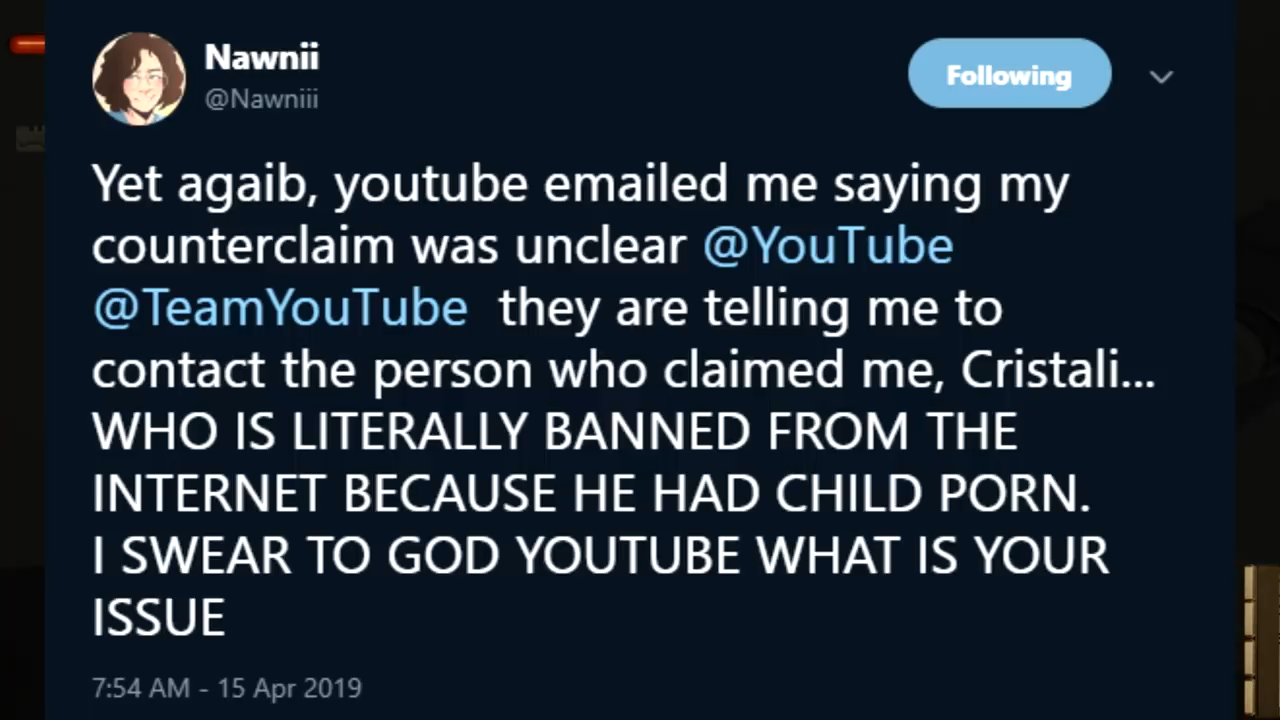 Nawnii
@Nawniii
Following
Yet agaib, youtube emailed me saying my
counterclaim was unclear @YouTube
@TeamYouTube they are telling me to
contact the person who claimed me, Cristali...
WHO IS LITERALLY BANNED FROM THE
INTERNET BECAUSE HE HAD CHILD PORN.
I SWEAR TO GOD YOUTUBE WHAT IS YOUR
ISSUE
7:54 AM - 15 Apr 2019